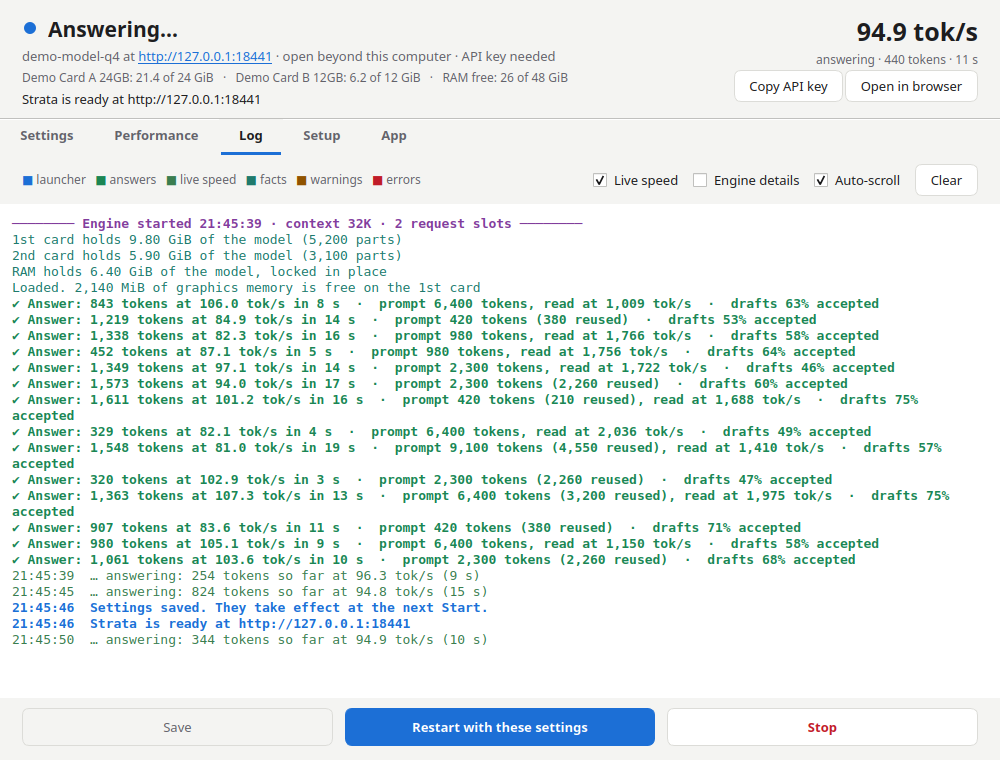 Answering...
94.9 tok/s
demo-model-q4 at http://127.0.0.1:18441 · open beyond this computer · API key needed
answering · 440 tokens · 11 s
Demo Card A 24GB: 21.4 of 24 GiB · Demo Card B 12GB: 6.2 of 12 GiB · RAM free: 26 of 48 GiB
Copy API key
Open in browser
Strata is ready at http://127.0.0.1:18441
Settings Performance Log Setup App
launcher answers live speed facts warnings errors
Live speed Engine details Auto-scroll Clear
──────── Engine started 21:45:39 · context 32K · 2 request slots ────────
1st card holds 9.80 GiB of the model (5,200 parts)
2nd card holds 5.90 GiB of the model (3,100 parts)
RAM holds 6.40 GiB of the model, locked in place
Loaded. 2,140 MiB of graphics memory is free on the 1st card
✔ Answer: 843 tokens at 106.0 tok/s in 8 s · prompt 6,400 tokens, read at 1,009 tok/s · drafts 63% accepted
✔ Answer: 1,219 tokens at 84.9 tok/s in 14 s · prompt 420 tokens (380 reused) · drafts 53% accepted
✔ Answer: 1,338 tokens at 82.3 tok/s in 16 s · prompt 980 tokens, read at 1,766 tok/s · drafts 58% accepted
✔ Answer: 452 tokens at 87.1 tok/s in 5 s · prompt 980 tokens, read at 1,756 tok/s · drafts 64% accepted
✔ Answer: 1,349 tokens at 97.1 tok/s in 14 s · prompt 2,300 tokens, read at 1,722 tok/s · drafts 46% accepted
✔ Answer: 1,573 tokens at 94.0 tok/s in 17 s · prompt 2,300 tokens (2,260 reused) · drafts 60% accepted
✔ Answer: 1,611 tokens at 101.2 tok/s in 16 s · prompt 420 tokens (210 reused), read at 1,688 tok/s · drafts 75%
accepted
✔ Answer: 329 tokens at 82.1 tok/s in 4 s · prompt 6,400 tokens, read at 2,036 tok/s · drafts 49% accepted
✔ Answer: 1,548 tokens at 81.0 tok/s in 19 s · prompt 9,100 tokens (4,550 reused), read at 1,410 tok/s · drafts 57%
accepted
✔ Answer: 320 tokens at 102.9 tok/s in 3 s · prompt 2,300 tokens (2,260 reused) · drafts 47% accepted
✔ Answer: 1,363 tokens at 107.3 tok/s in 13 s · prompt 6,400 tokens (3,200 reused), read at 1,975 tok/s · drafts 75%
accepted
✔ Answer: 907 tokens at 83.6 tok/s in 11 s · prompt 420 tokens (380 reused) · drafts 71% accepted
✔ Answer: 980 tokens at 105.1 tok/s in 9 s · prompt 6,400 tokens, read at 1,150 tok/s · drafts 58% accepted
✔ Answer: 1,061 tokens at 103.6 tok/s in 10 s · prompt 2,300 tokens (2,260 reused) · drafts 68% accepted
21:45:39 … answering: 254 tokens so far at 96.3 tok/s (9 s)
21:45:45 … answering: 824 tokens so far at 94.8 tok/s (15 s)
21:45:46 Settings saved. They take effect at the next Start.
21:45:46 Strata is ready at http://127.0.0.1:18441
21:45:50 … answering: 344 tokens so far at 94.9 tok/s (10 s)
Save
Restart with these settings
Stop